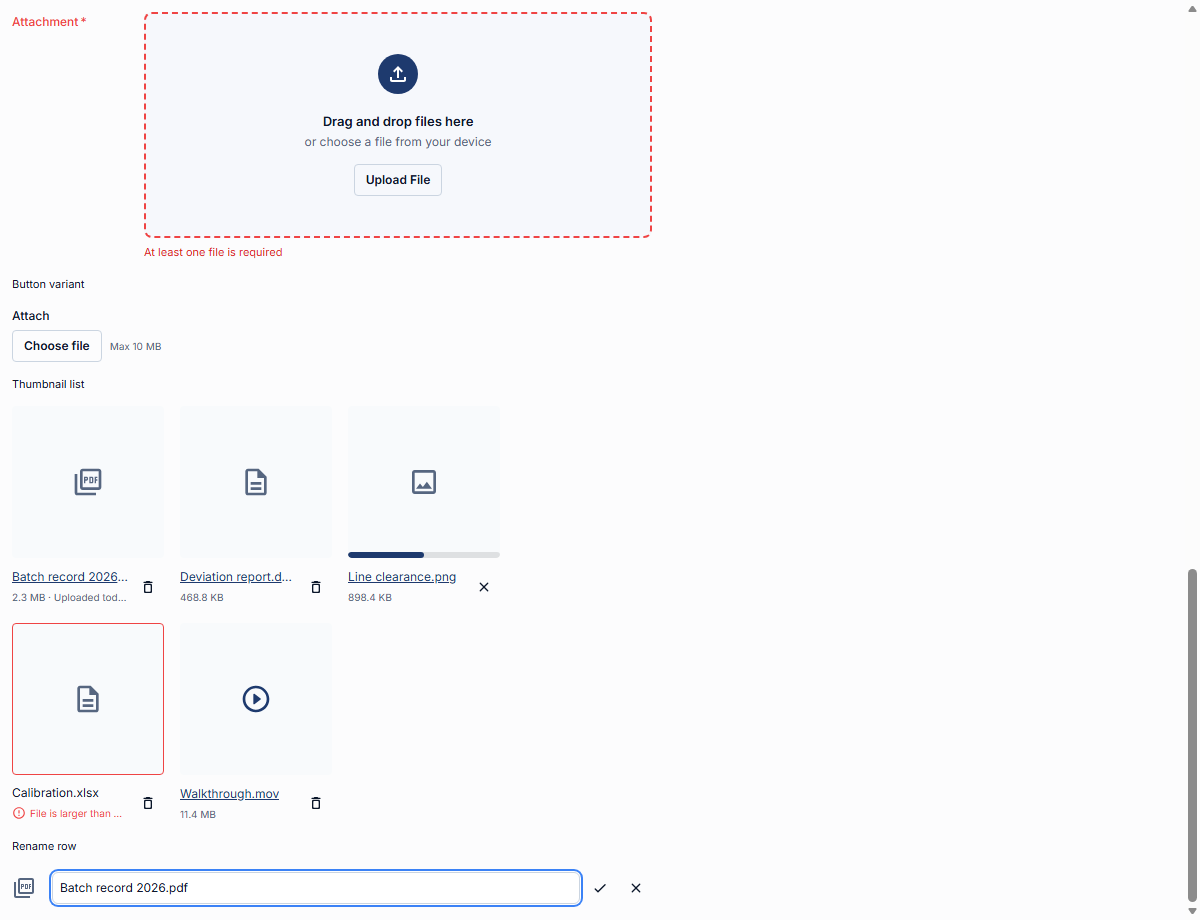 Attachment *
Drag and drop files here
or choose a file from your device
Upload File
At least one file is required
Button variant
Attach
Choose file
Max 10 MB
Thumbnail list
PDF
Batch record 2026...
2.3 MB · Uploaded tod...
Deviation report.d...
468.8 KB
Line clearance.png
898.4 KB
Calibration.xlsx
File is larger than ...
Walkthrough.mov
11.4 MB
Rename row
PDF
Batch record 2026.pdf